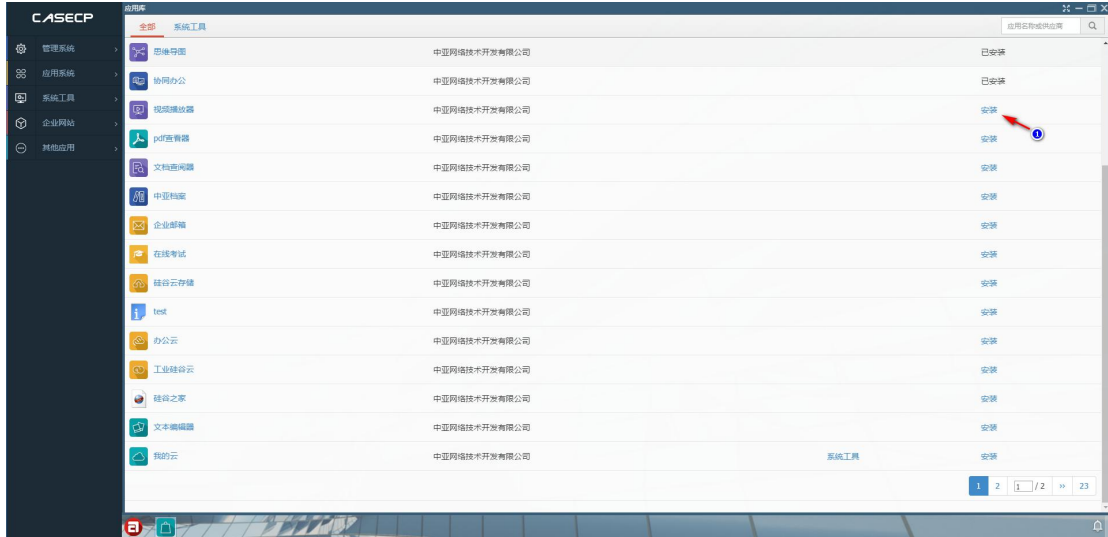 CASECP
应用库
全部 系统工具
应用名称或供应商
管理系统
应用系统
系统工具
企业网站
其他应用
思维导图 中亚网络技术开发有限公司 已安装
协同办公 中亚网络技术开发有限公司 已安装
视频播放器 中亚网络技术开发有限公司 安装
1
pdf查看器 中亚网络技术开发有限公司 安装
文档查阅器 中亚网络技术开发有限公司 安装
中亚档案 中亚网络技术开发有限公司 安装
企业邮箱 中亚网络技术开发有限公司 安装
在线考试 中亚网络技术开发有限公司 安装
硅谷云存储 中亚网络技术开发有限公司 安装
test 中亚网络技术开发有限公司 安装
办公云 中亚网络技术开发有限公司 安装
工业硅谷云 中亚网络技术开发有限公司 安装
硅谷之家 中亚网络技术开发有限公司 安装
文本编辑器 中亚网络技术开发有限公司 安装
我的云 中亚网络技术开发有限公司 系统工具 安装
1 2 1 / 2 » 23